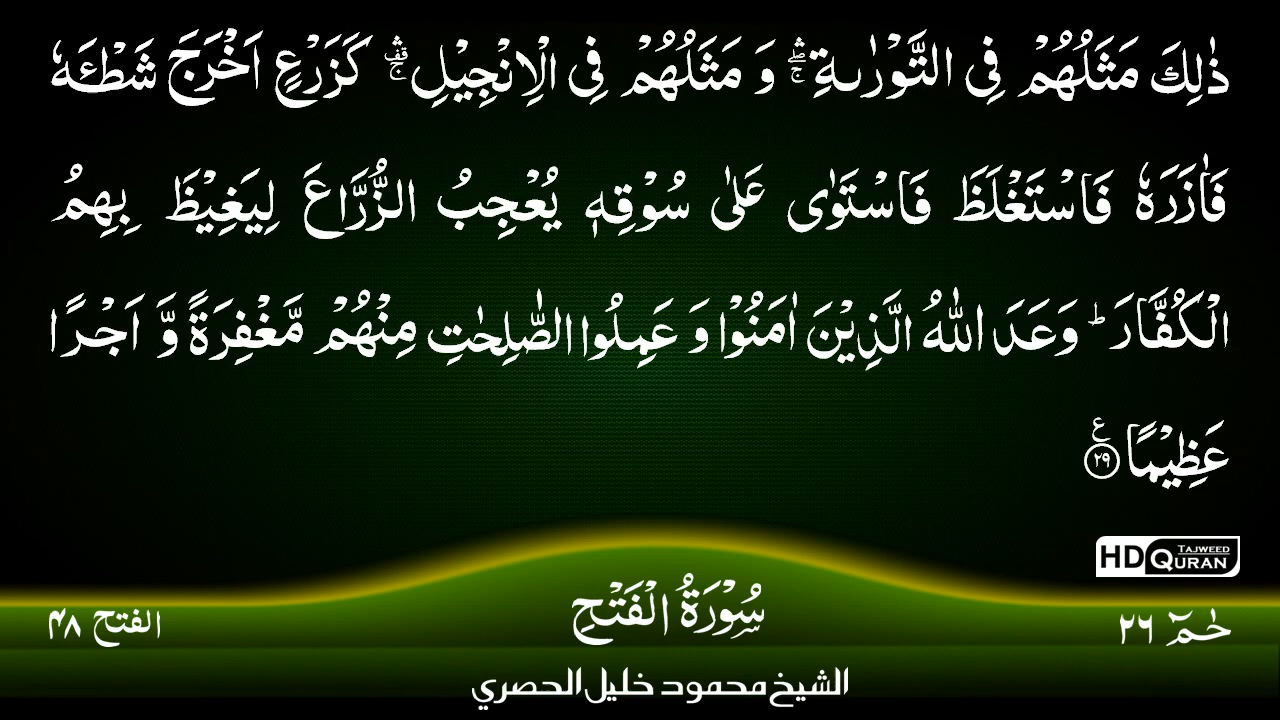 ذٰلِكَ مَثَلُهُمْ فِی التَّوْرٰىةِ ۛۖۚ وَ مَثَلُهُمْ فِی الْاِنْجِیْلِ ۛ۫ۚ كَزَرْعٍ اَخْرَجَ شَطْـَٔهٗ
فَاٰزَرَهٗ فَاسْتَغْلَظَ فَاسْتَوٰى عَلٰى سُوْقِهٖ یُعْجِبُ الزُّرَّاعَ لِیَغِیْظَ بِهِمُ
الْكُفَّارَ ؕ وَعَدَ اللّٰهُ الَّذِیْنَ اٰمَنُوْا وَ عَمِلُوا الصّٰلِحٰتِ مِنْهُمْ مَّغْفِرَةً وَّ اَجْرًا
عَظِیْمًا ۠ ﴿۲۹﴾
HD TAJWEED QURAN
حٰمٓ ۲۶
سُوْرَةُ الْفَتْحِ
الفتح ۴۸
الشيخ محمود خليل الحصري